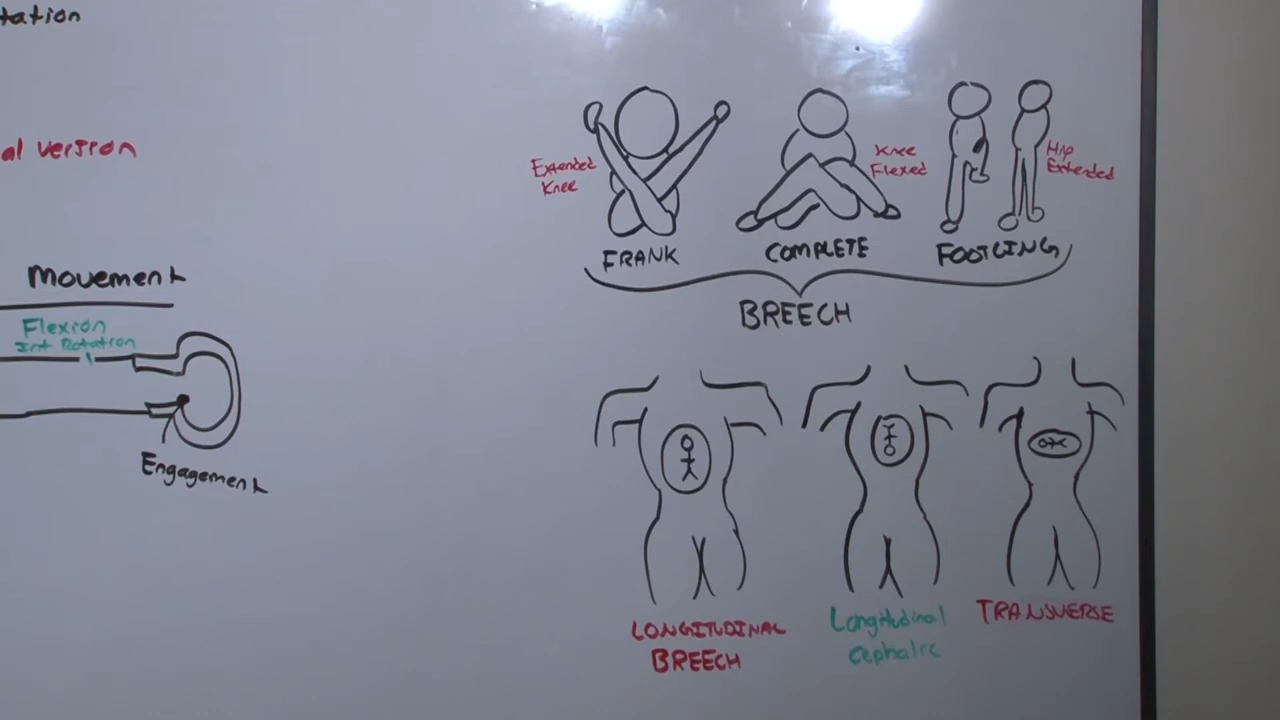 tation
al version
Movement
Flexion
Int Rotation
Engagement
Extended
Knee
Knee
Flexed
Hip
Extended
FRANK
COMPLETE
FOOTLING
BREECH
LONGITUDINAL
BREECH
Longitudinal
Cephalic
TRANSVERSE